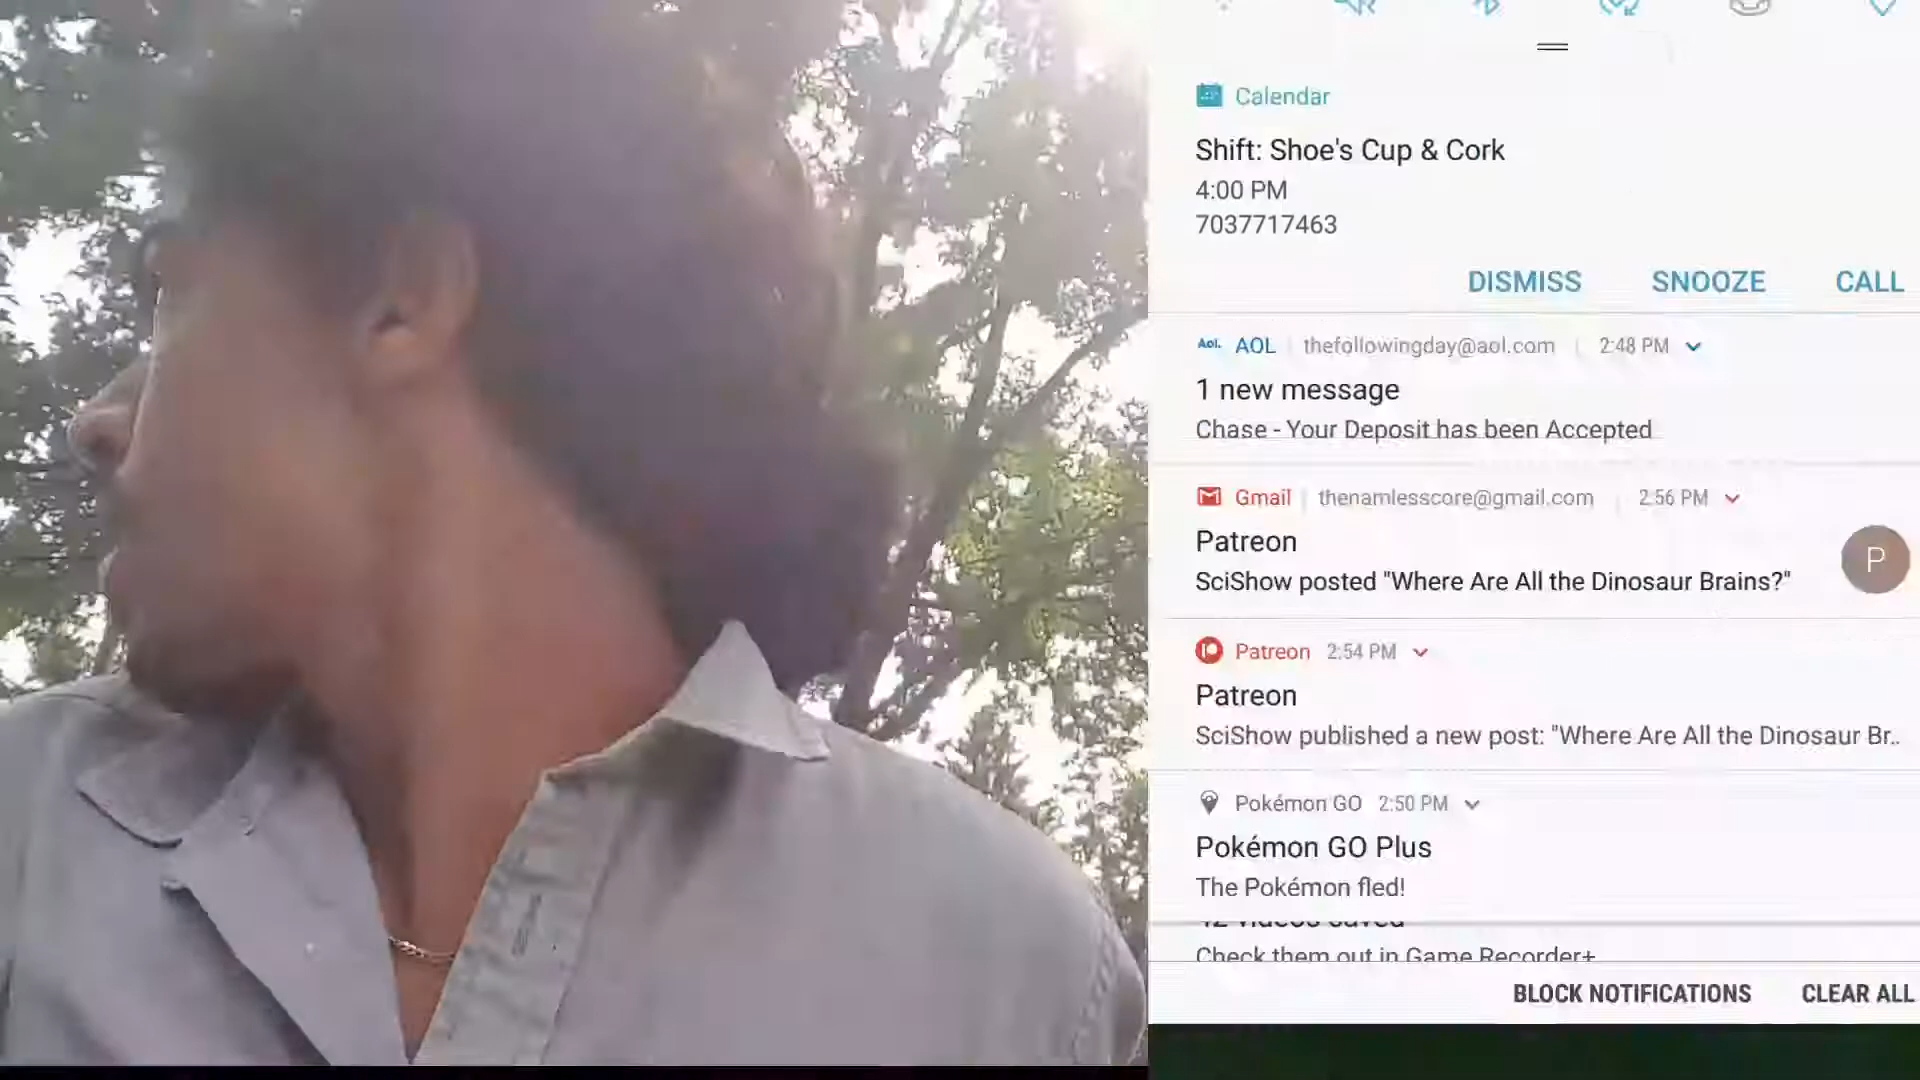 Calendar
Shift: Shoe's Cup & Cork
4:00 PM
7037717463
DISMISS SNOOZE CALL
Aol. AOL thefollowingday@aol.com 2:48 PM
1 new message
Chase - Your Deposit has been Accepted
Gmail thenamlesscore@gmail.com 2:56 PM
Patreon
P
SciShow posted "Where Are All the Dinosaur Brains?"
Patreon 2:54 PM
Patreon
SciShow published a new post: "Where Are All the Dinosaur Br..
Pokémon GO 2:50 PM
Pokémon GO Plus
The Pokémon fled!
42 videos saved
Check them out in Game Recorder+
BLOCK NOTIFICATIONS CLEAR ALL